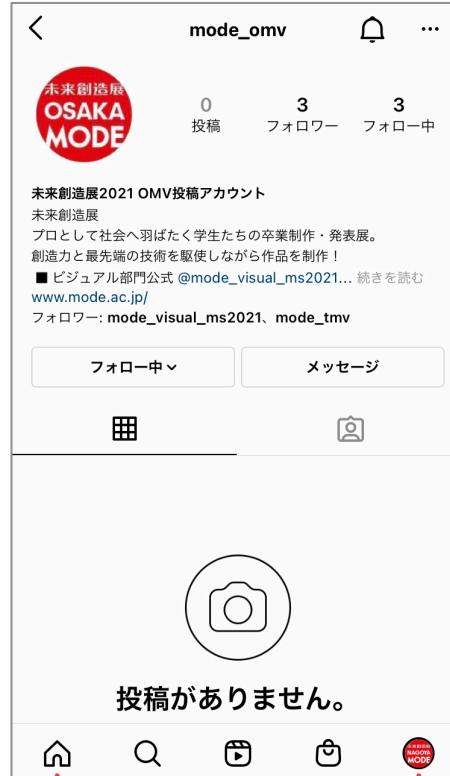 mode_omv
未来創造展
OSAKA
MODE
0
投稿
3
フォロワー
3
フォロー中
未来創造展2021 OMV投稿アカウント
未来創造展
プロとして社会へ羽ばたく学生たちの卒業制作・発表展。
創造力と最先端の技術を駆使しながら作品を制作！
■ ビジュアル部門公式 @mode_visual_ms2021... 続きを読む
www.mode.ac.jp/
フォロワー: mode_visual_ms2021、mode_tmv
フォロー中
メッセージ
投稿がありません。
未来創造展
NAGOYA
MODE